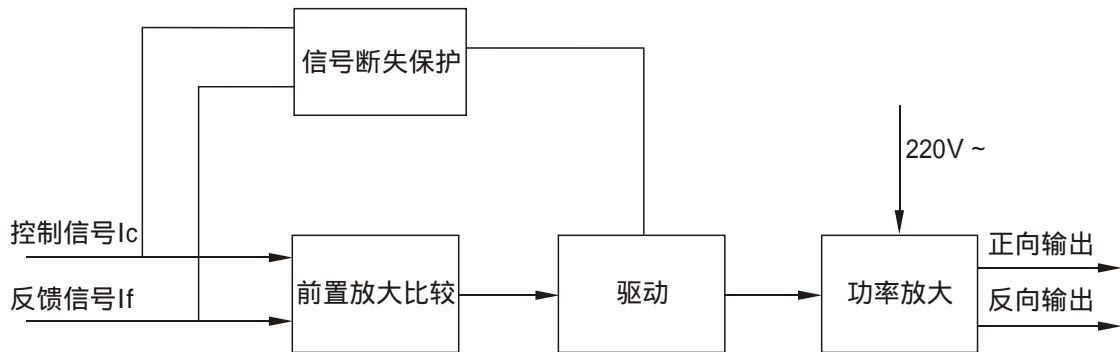 信号断失保护
220V ~
控制信号Ic
正向输出
反馈信号If
前置放大比较
驱动
功率放大
反向输出